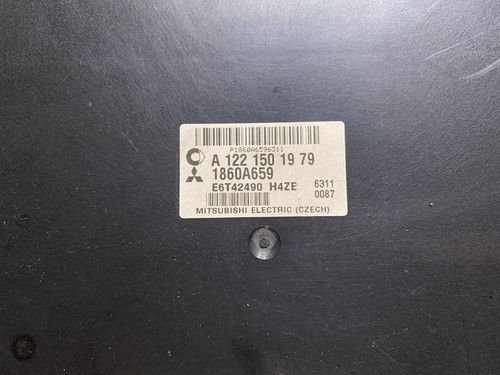 P1860A6596311
A 122 150 19 79
1860A659
E6T42490 H4ZE 6311
0087
MITSUBISHI ELECTRIC (CZECH)